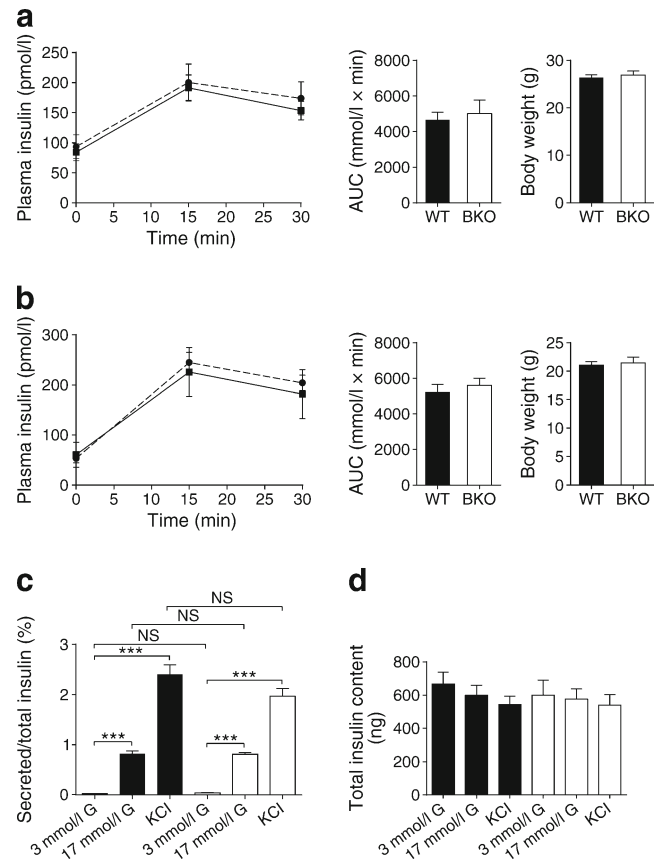 a
Plasma insulin (pmol/l)
250
200
150
100
50
0
0 5 10 15 20 25 30
Time (min)
AUC (mmol/l × min)
8000
6000
4000
2000
0
WT BKO
Body weight (g)
30
20
10
0
WT BKO
b
Plasma insulin (pmol/l)
300
200
100
0
0 5 10 15 20 25 30
Time (min)
AUC (mmol/l × min)
8000
6000
4000
2000
0
WT BKO
Body weight (g)
25
20
15
10
5
0
WT BKO
c
Secreted/total insulin (%)
3
2
1
0
NS
NS
NS
***
***
***
***
3 mmol/l G
17 mmol/l G
KCl
3 mmol/l G
17 mmol/l G
KCl
d
Total insulin content
(ng)
800
600
400
200
0
3 mmol/l G
17 mmol/l G
KCl
3 mmol/l G
17 mmol/l G
KCl